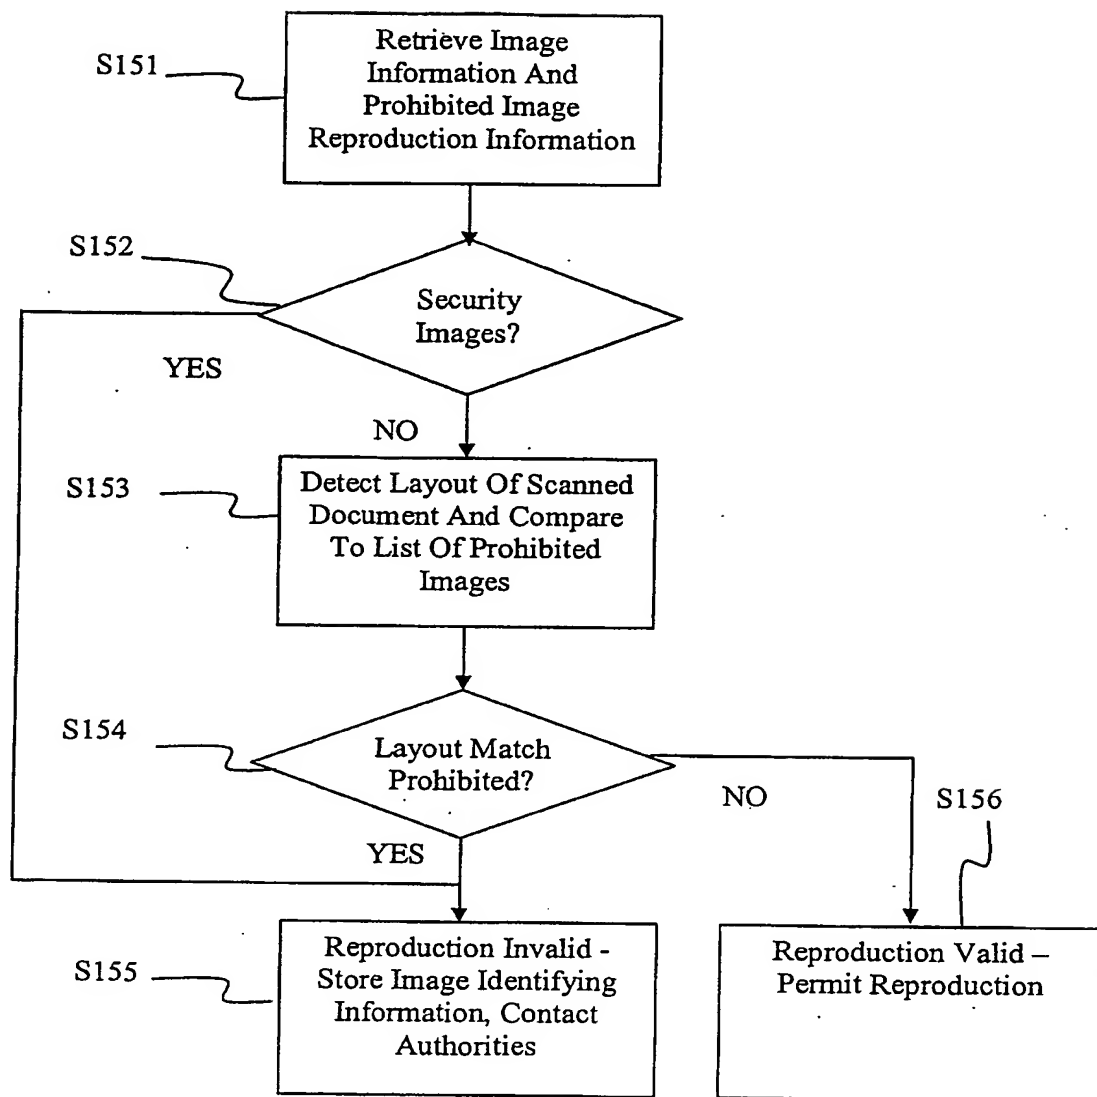 Retrieve Image
Information And
Prohibited Image
Reproduction Information
S151
S152
Security
Images?
YES
NO
S153
Detect Layout Of Scanned
Document And Compare
To List Of Prohibited
Images
S154
Layout Match
Prohibited?
NO
S156
YES
S155
Reproduction Invalid -
Store Image Identifying
Information, Contact
Authorities
Reproduction Valid –
Permit Reproduction